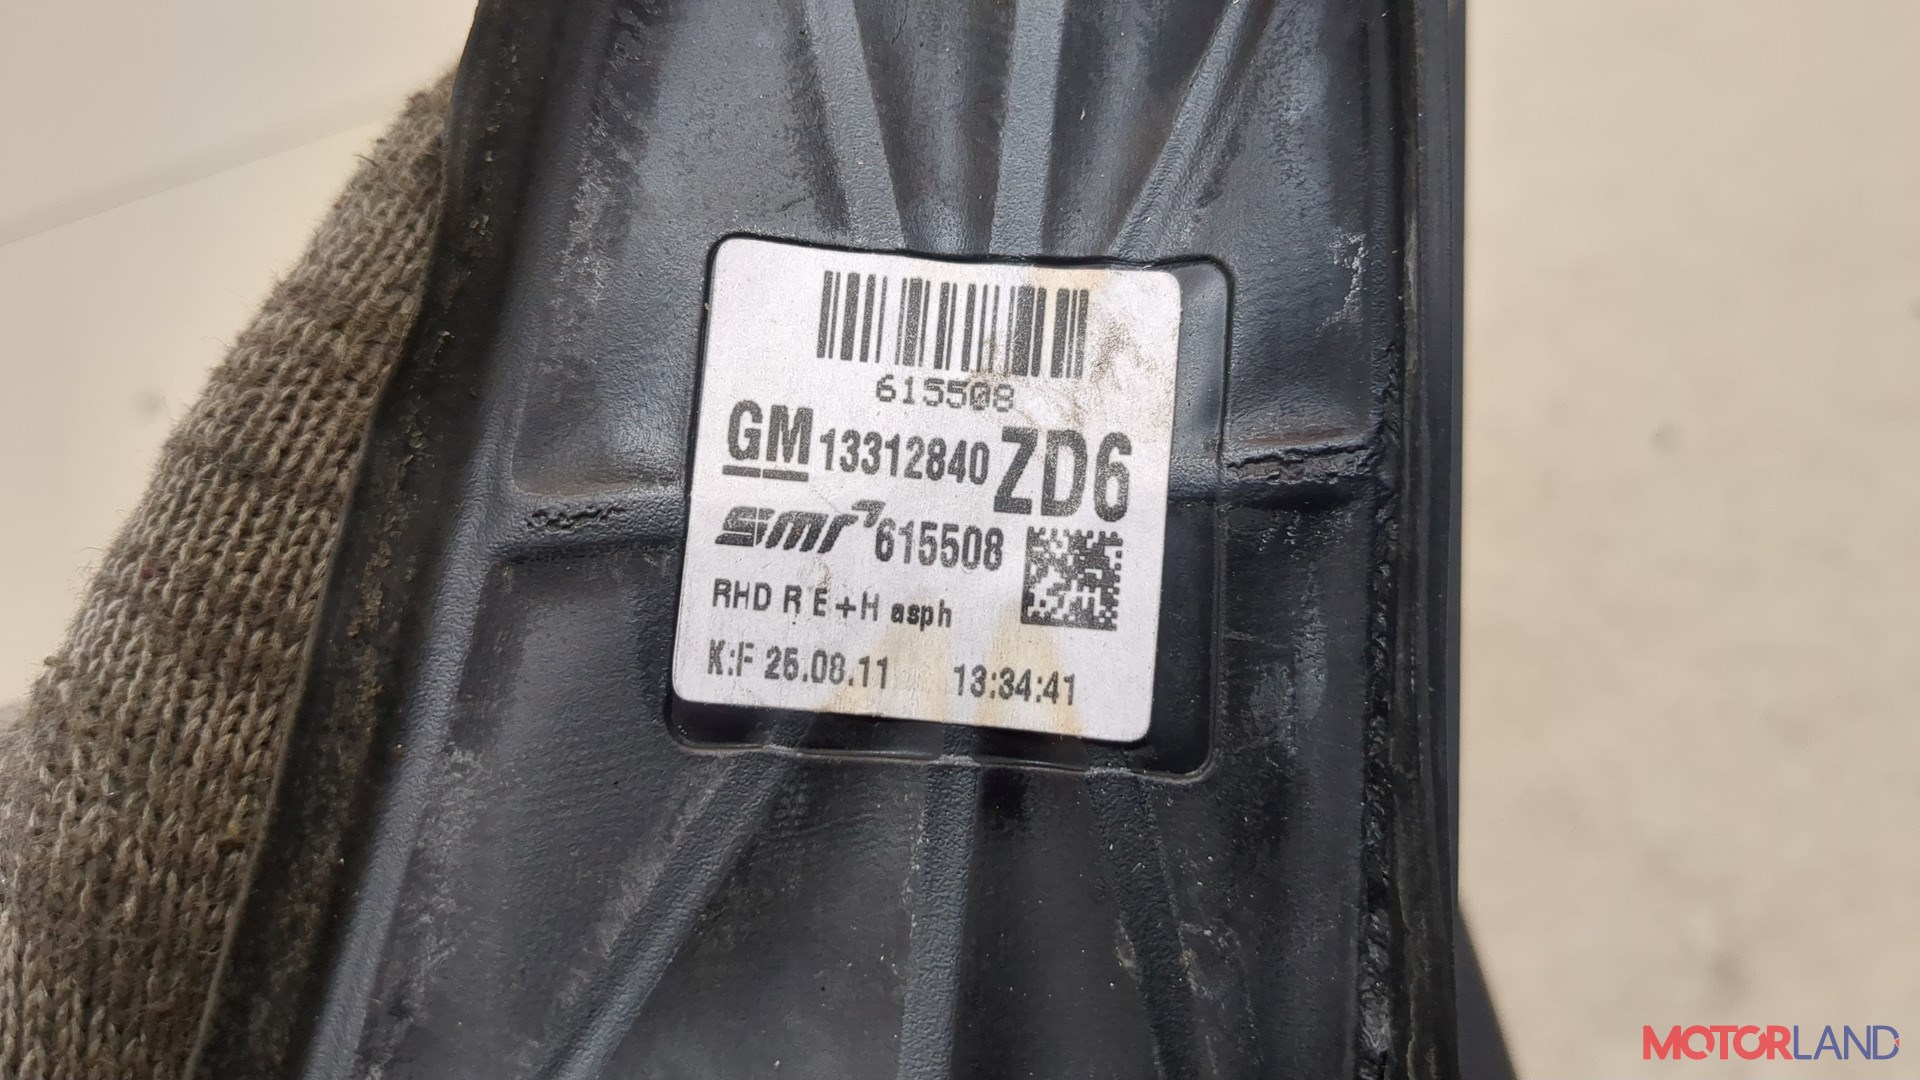 615508
GM 13312840 ZD6
smr 615508
RHD R E+H asph
K:F 25.08.11 13:34:41
MOTORLAND